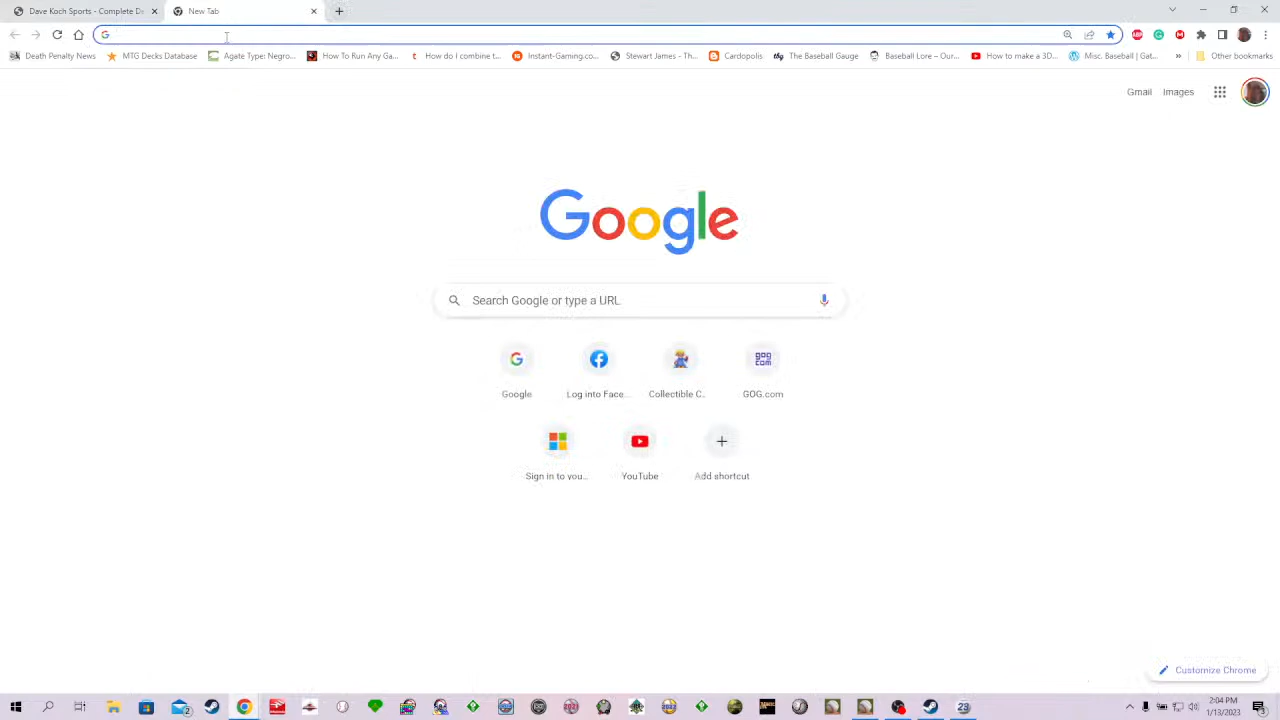 Dave Koch Sports - Complete D
New Tab
Death Penalty News
MTG Decks Database
Agate Type: Negro...
How To Run Any Ga...
How do I combine t...
Instant-Gaming.co...
Stewart James - Th...
Cardopolis
The Baseball Gauge
Baseball Lore – Our...
How to make a 3D...
Misc. Baseball | Gat...
Other bookmarks
Gmail Images
Google
Search Google or type a URL
Google
Log into Face...
Collectible C...
GOG.com
Sign in to you...
YouTube
Add shortcut
Customize Chrome
2:04 PM
1/13/2023